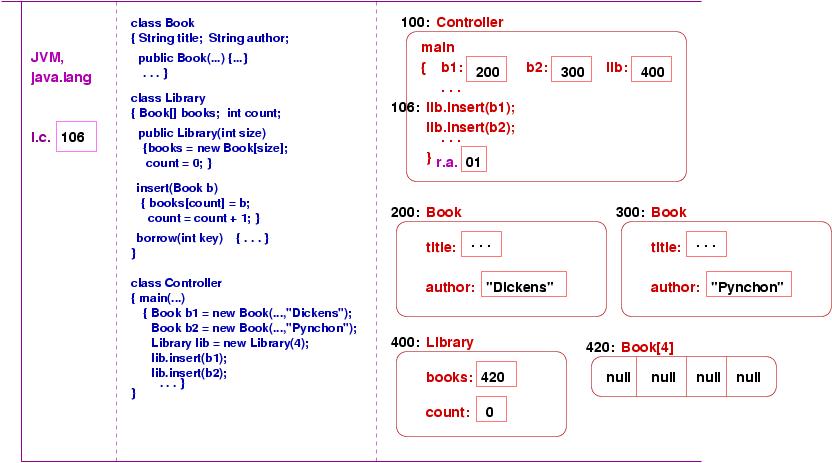 JVM,
java.lang
l.c. 106
class Book
{ String title; String author;
public Book(...) {...}
. . . }
class Library
{ Book[] books; int count;
public Library(int size)
{books = new Book[size];
count = 0; }
insert(Book b)
{ books[count] = b;
count = count + 1; }
borrow(int key) { . . . }
}
class Controller
{ main(...)
{ Book b1 = new Book(...,"Dickens");
Book b2 = new Book(...,"Pynchon");
Library lib = new Library(4);
lib.insert(b1);
lib.insert(b2);
. . . }
}
100: Controller
main
{ b1: 200 b2: 300 lib: 400
. . .
106: lib.insert(b1);
lib.insert(b2);
. . .
} r.a. 01
200: Book
title: . . .
author: "Dickens"
300: Book
title: . . .
author: "Pynchon"
400: Library
books: 420
count: 0
420: Book[4]
null null null null